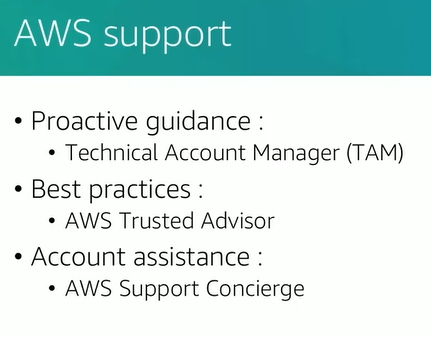 AWS support
• Proactive guidance :
• Technical Account Manager (TAM)
• Best practices :
• AWS Trusted Advisor
• Account assistance :
• AWS Support Concierge